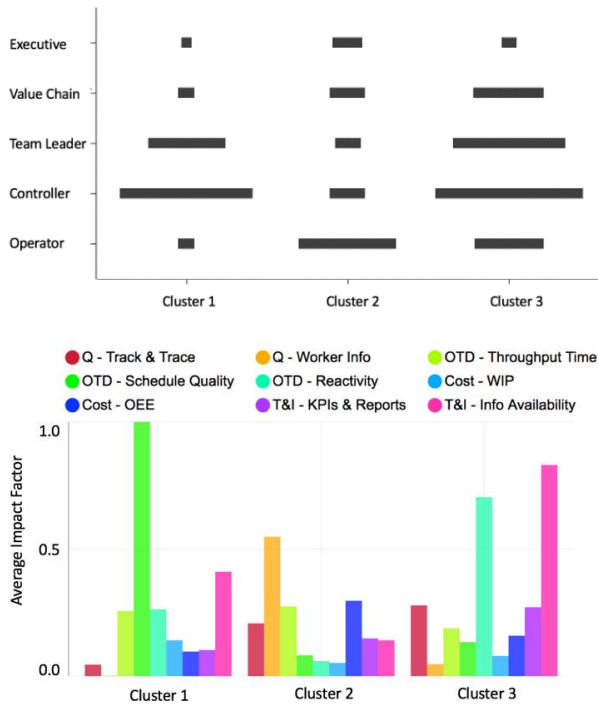 Executive
Value Chain
Team Leader
Controller
Operator
Cluster 1 Cluster 2 Cluster 3
Q - Track & Trace Q - Worker Info OTD - Throughput Time
OTD - Schedule Quality OTD - Reactivity Cost - WIP
Cost - OEE T&I - KPIs & Reports T&I - Info Availability
1.0
0.5
0.0
Average Impact Factor
Cluster 1 Cluster 2 Cluster 3